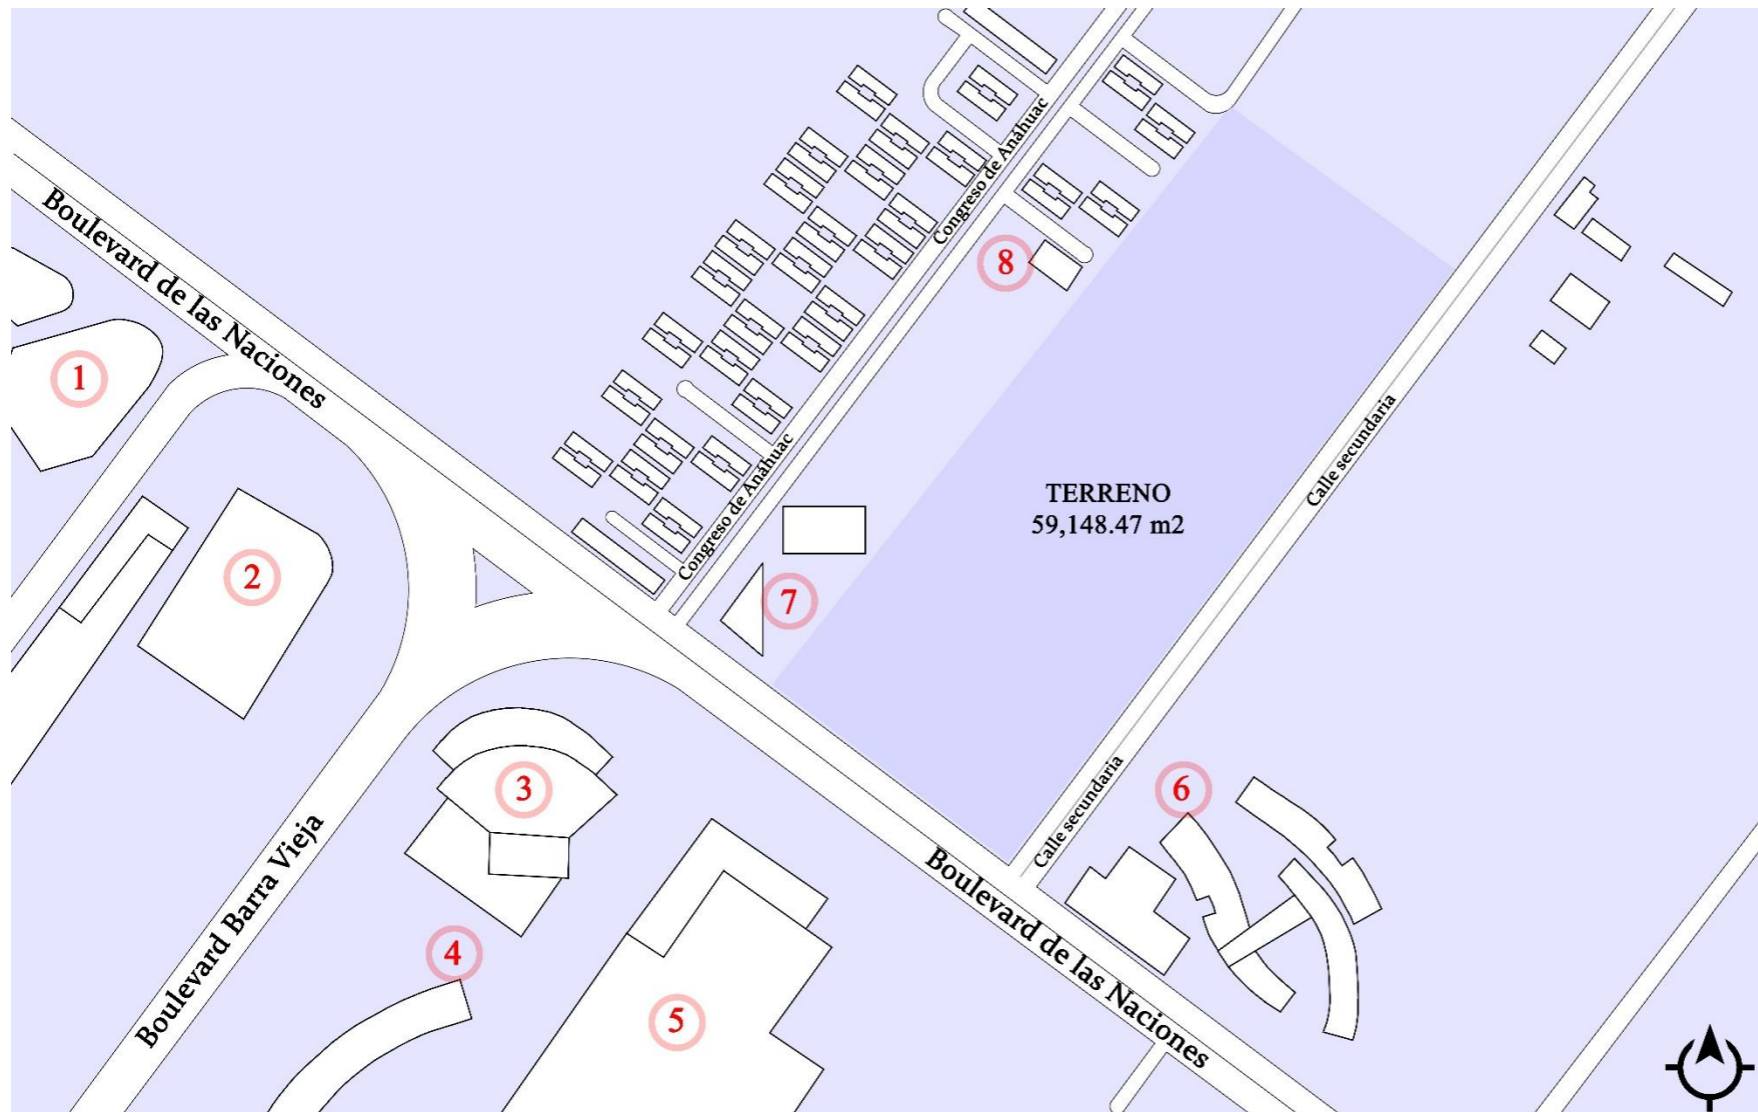 Boulevard de las Naciones
Congreso de Anáhuac
8
1
Calle secundaria
Congreso de Anáhuac
TERRENO
59,148.47 m2
2
7
3
6
Calle secundaria
Boulevard Barra Vieja
Boulevard de las Naciones
4
5